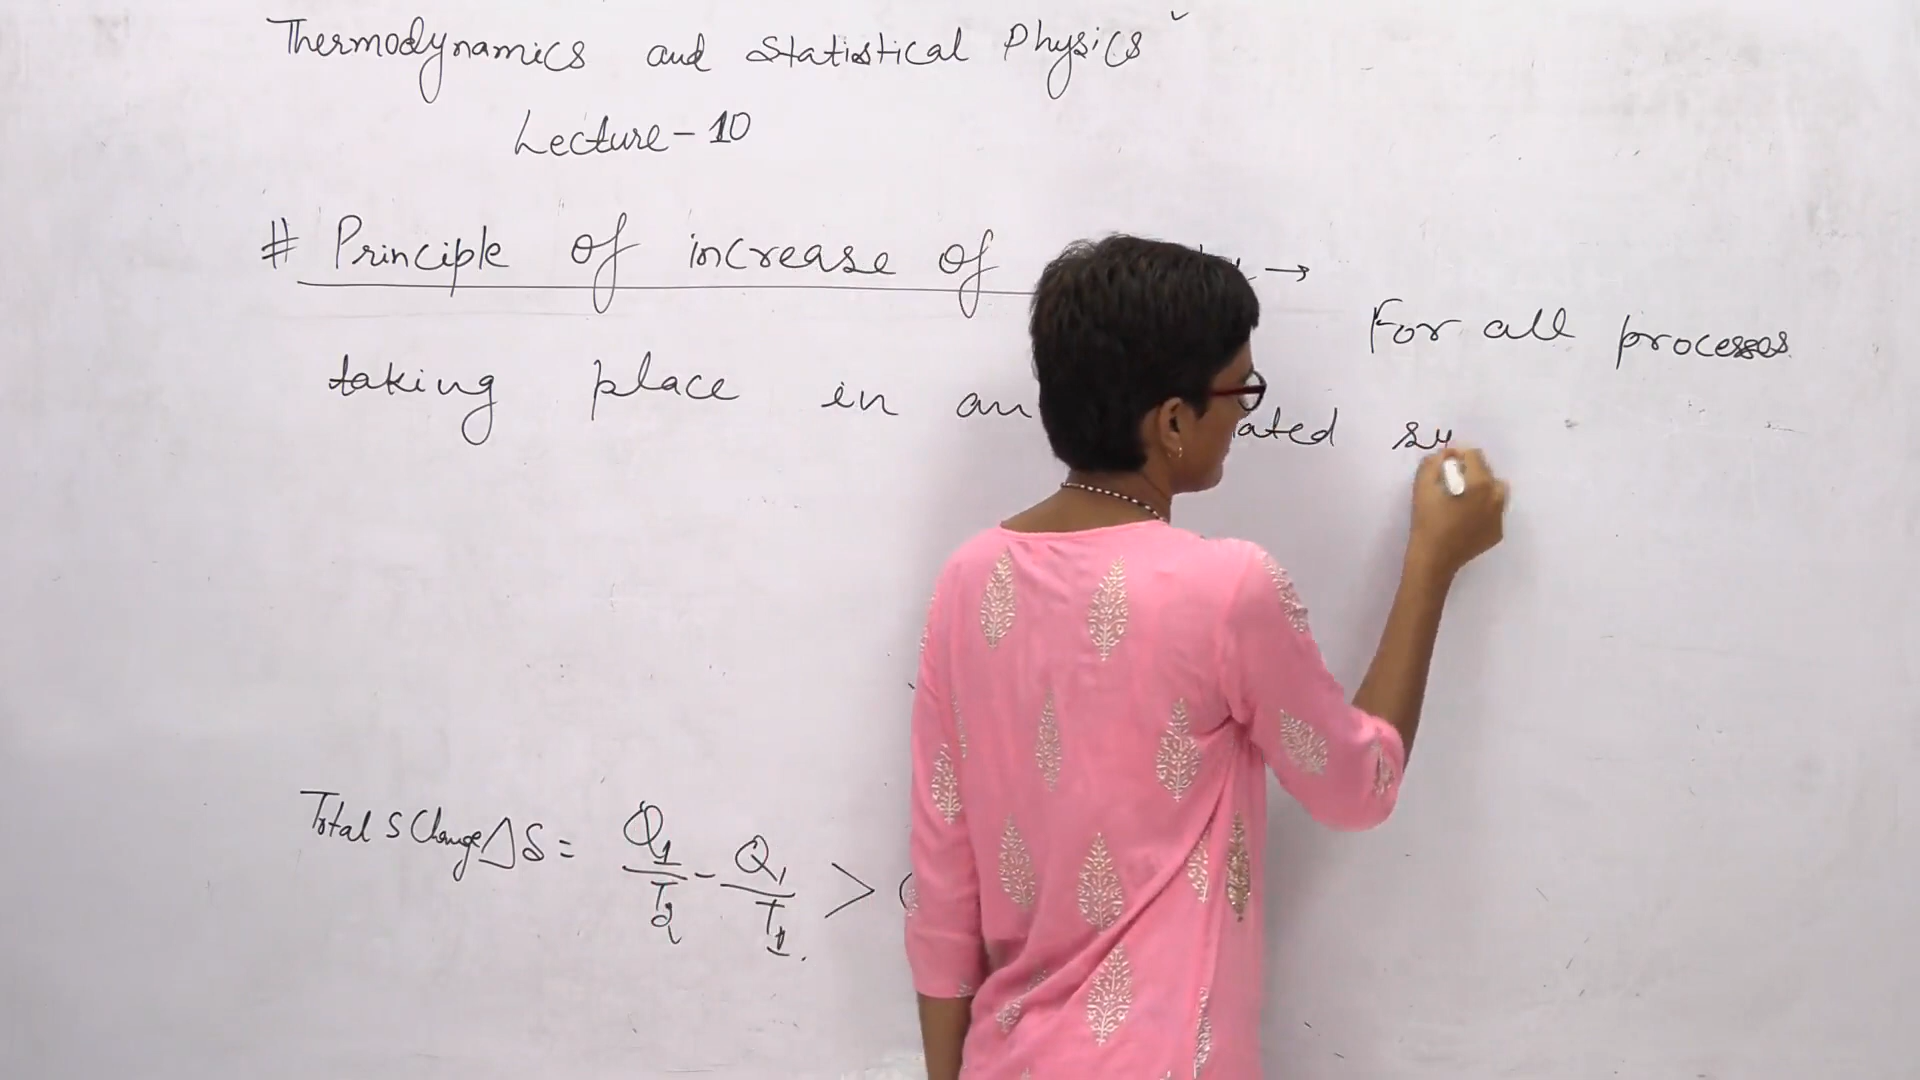 Thermodynamics and Statistical Physics
Lecture - 10
# Principle of increase of →
For all processes
taking place in an ated sy
Total S Change ΔS = Q1/T2 - Q1/T1 >